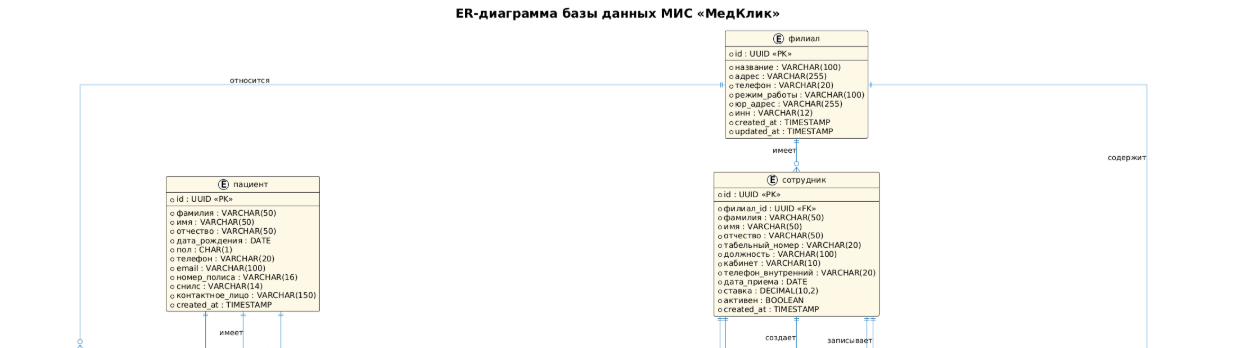 ER-диаграмма базы данных МИС «МедКлик»
E филиал
id : UUID «PK»
название : VARCHAR(100)
адрес : VARCHAR(255)
телефон : VARCHAR(20)
режим_работы : VARCHAR(100)
юр_адрес : VARCHAR(255)
инн : VARCHAR(12)
created_at : TIMESTAMP
updated_at : TIMESTAMP
относится
имеет
содержит
E пациент
id : UUID «PK»
фамилия : VARCHAR(50)
имя : VARCHAR(50)
отчество : VARCHAR(50)
дата_рождения : DATE
пол : CHAR(1)
телефон : VARCHAR(20)
email : VARCHAR(100)
номер_полиса : VARCHAR(16)
снилс : VARCHAR(14)
контактное_лицо : VARCHAR(150)
created_at : TIMESTAMP
E сотрудник
id : UUID «PK»
филиал_id : UUID «FK»
фамилия : VARCHAR(50)
имя : VARCHAR(50)
отчество : VARCHAR(50)
табельный_номер : VARCHAR(20)
должность : VARCHAR(100)
кабинет : VARCHAR(10)
телефон_внутренний : VARCHAR(20)
дата_приема : DATE
ставка : DECIMAL(10,2)
активен : BOOLEAN
created_at : TIMESTAMP
имеет
создает
записывает